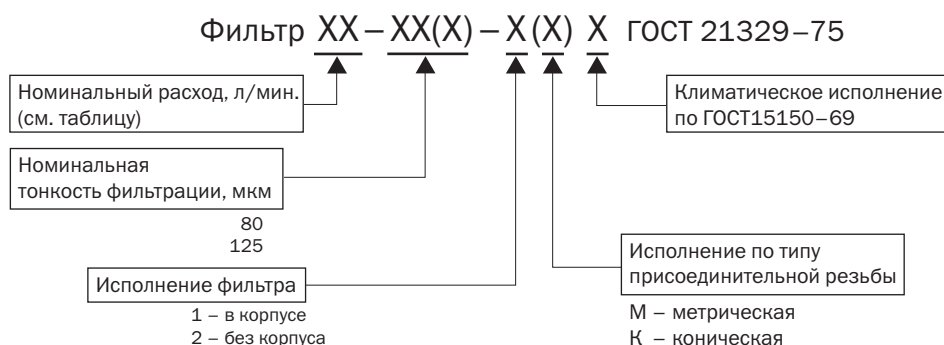 Фильтр XX–XX(X)–X(X) X ГОСТ 21329–75
Номинальный расход, л/мин.
(см. таблицу)
Климатическое исполнение
по ГОСТ15150–69
Номинальная
тонкость фильтрации, мкм
80
125
Исполнение по типу
присоединительной резьбы
Исполнение фильтра
1 – в корпусе
2 – без корпуса
М – метрическая
К – коническая